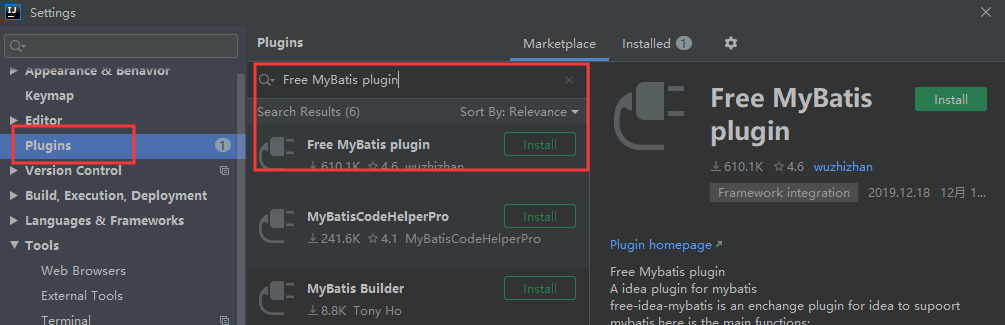 IJ
Settings
Appearance & Behavior
Keymap
Editor
Plugins 1
Version Control
Build, Execution, Deployment
Languages & Frameworks
Tools
Web Browsers
External Tools
Terminal
Plugins
Marketplace
Installed 1
Free MyBatis plugin
Search Results (6)
Sort By: Relevance
Free MyBatis plugin
Install
610.1K 4.6 wuzhizhan
MyBatisCodeHelperPro
Install
241.6K 4.1 MyBatisCodeHelperPro
MyBatis Builder
Install
8.8K Tony Ho
Free MyBatis
plugin
Install
610.1K 4.6 wuzhizhan
Framework integration 2019.12.18 12月 1...
Plugin homepage
Free Mybatis plugin
A idea plugin for mybatis
free-idea-mybatis is an enchange plugin for idea to supoort
mybatis here is the main functions: